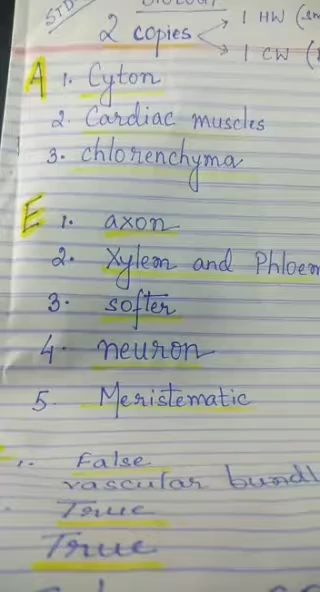 STD
BIOLOGY
2 copies → 1 HW
→ 1 CW
A 1. Cyton
2. Cardiac muscles
3. chlorenchyma
E 1. axon
2. Xylem and Phloem
3. softer
4. neuron
5. Meristematic
1. False
vascular bundl
True
True